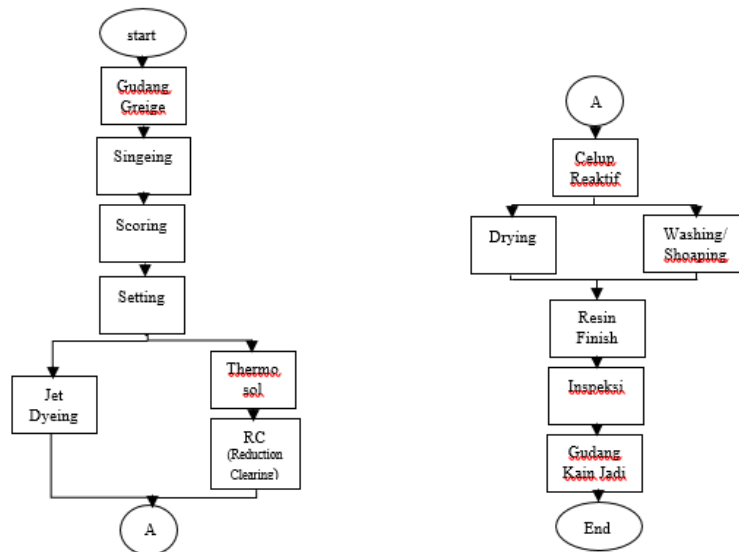 start
Gudang
Greige
Singeing
Scoring
Setting
Jet
Dyeing
Thermo
sol
RC
(Reduction
Clearing)
A
A
Celup
Reaktif
Drying
Washing/
Shoaping
Resin
Finish
Inspeksi
Gudang
Kain Jadi
End